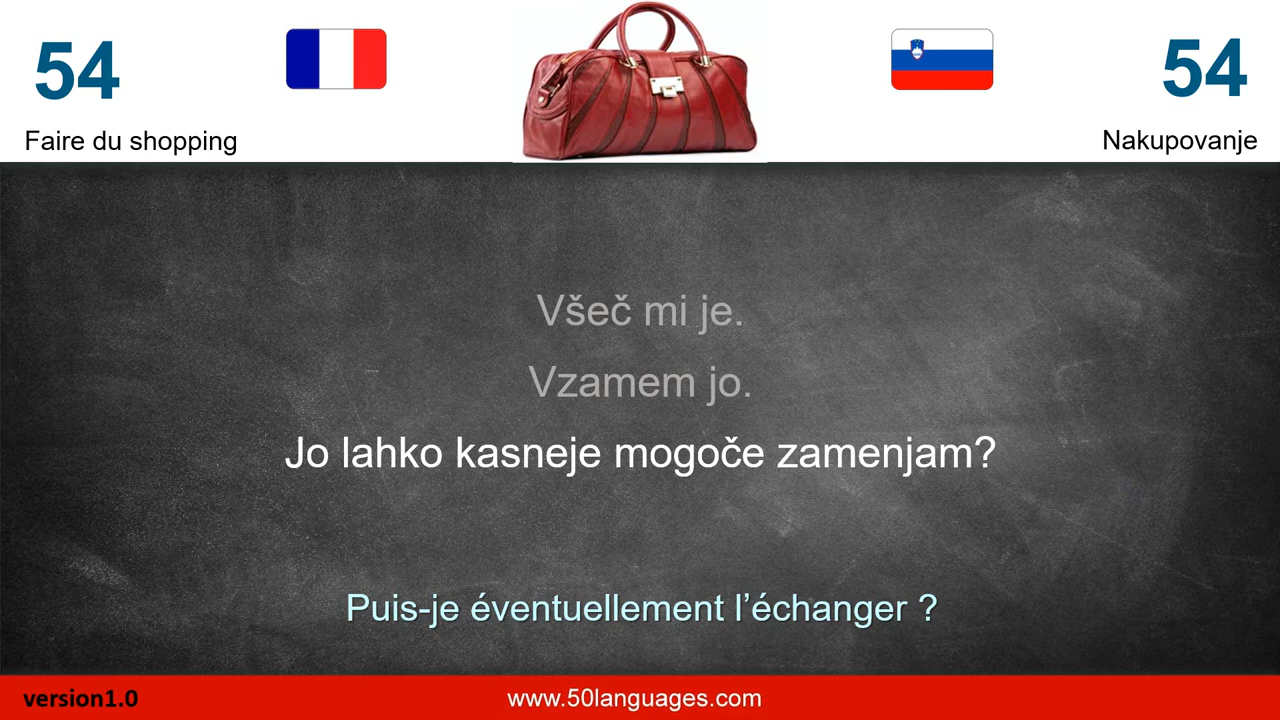 54
54
Faire du shopping
Nakupovanje
Všeč mi je.
Vzamem jo.
Jo lahko kasneje mogoče zamenjam?
Puis-je éventuellement l’échanger ?
version1.0
www.50languages.com